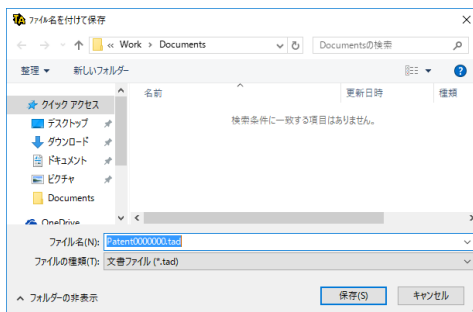 ファイル名を付けて保存
« Work › Documents
Documentsの検索
整理 新しいフォルダー
名前 更新日時 種類
クイック アクセス
検索条件に一致する項目はありません。
デスクトップ
ダウンロード
ドキュメント
ピクチャ
Documents
OneDrive
ファイル名(N): Patent0000000.tad
ファイルの種類(T): 文書ファイル (*.tad)
フォルダーの非表示 保存(S) キャンセル